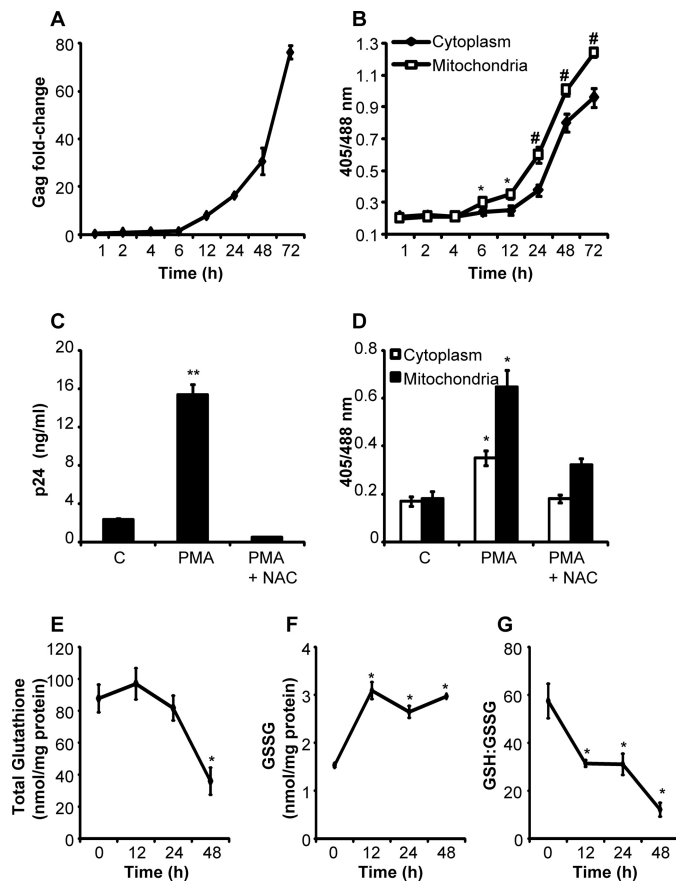 A
80
60
40
20
0
Gag fold-change
1 2 4 6 12 24 48 72
Time (h)
B
Cytoplasm
Mitochondria
1.3
1.1
0.9
0.7
0.5
0.3
0.1
405/488 nm
* * # # #
1 2 4 6 12 24 48 72
Time (h)
C
20
16
12
8
4
0
p24 (ng/ml)
**
C PMA PMA
+ NAC
D
Cytoplasm
Mitochondria
0.8
0.6
0.4
0.2
0
405/488 nm
* *
C PMA PMA
+ NAC
E
120
100
80
60
40
20
0
Total Glutathione
(nmol/mg protein)
*
0 12 24 48
Time (h)
F
4
3
2
1
0
GSSG
(nmol/mg protein)
* * *
0 12 24 48
Time (h)
G
80
60
40
20
0
GSH:GSSG
* * *
0 12 24 48
Time (h)